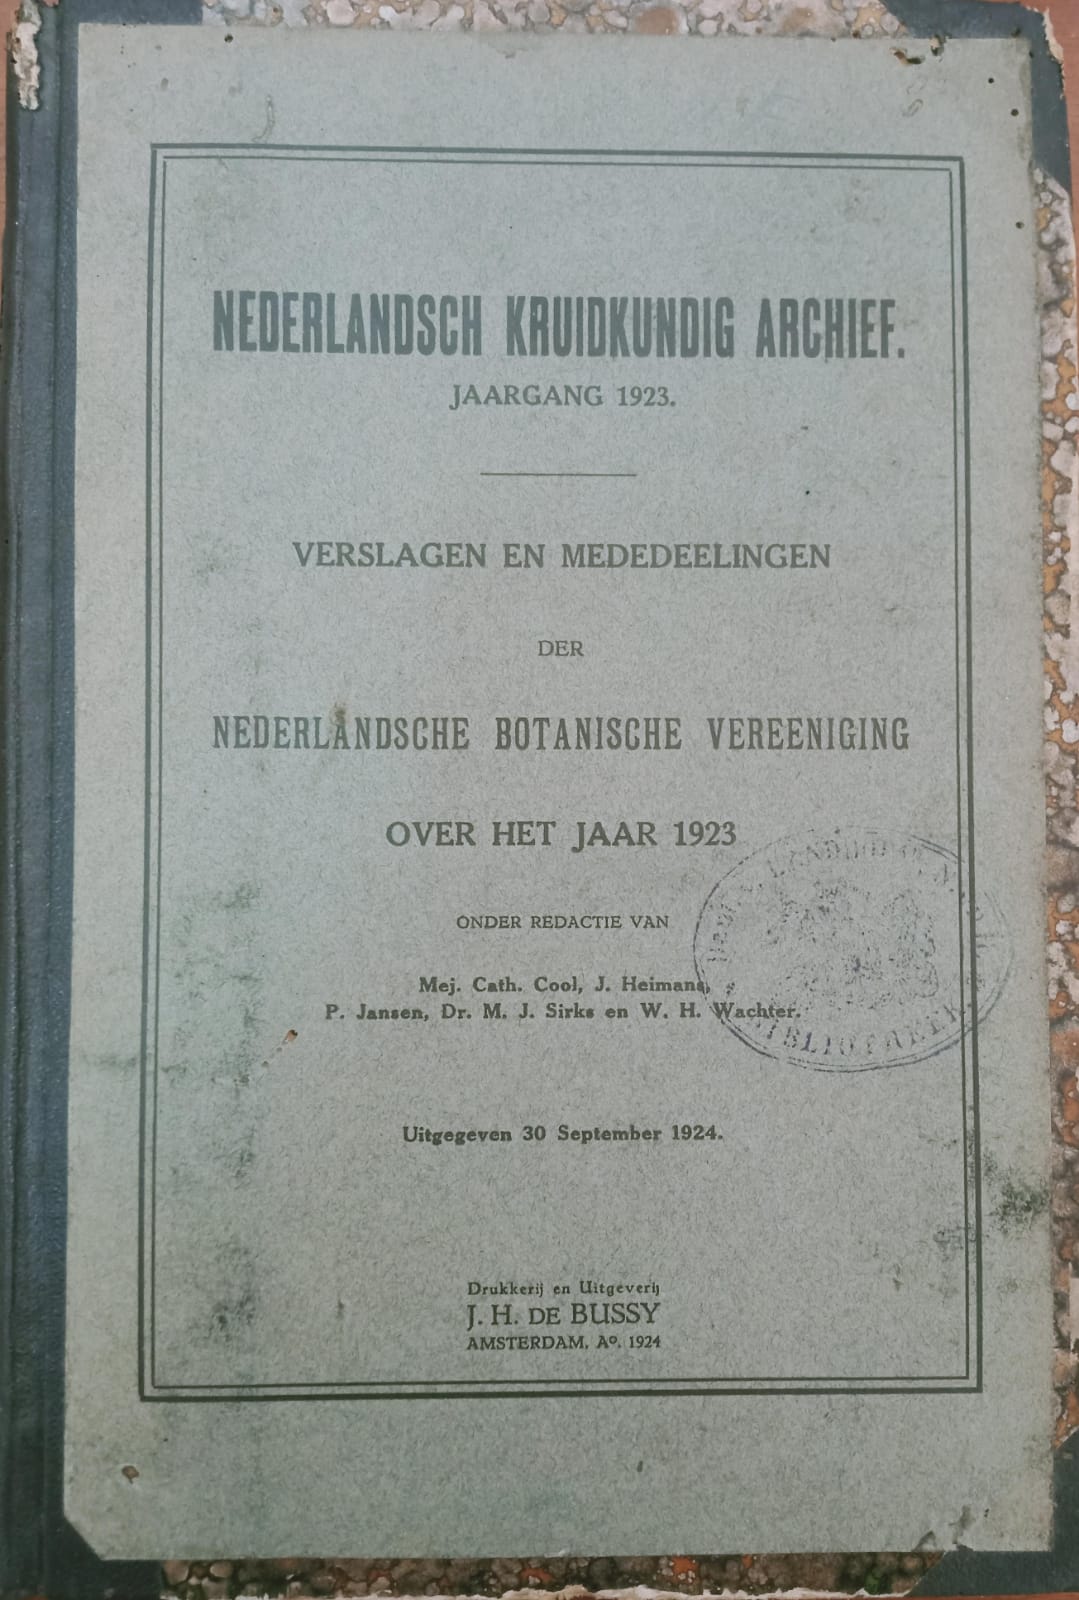 NEDERLANDSCH KRUIDKUNDIG ARCHIEF.
JAARGANG 1923.
VERSLAGEN EN MEDEDEELINGEN
DER
NEDERLANDSCHE BOTANISCHE VEREENIGING
OVER HET JAAR 1923
ONDER REDACTIE VAN
Mej. Cath. Cool, J. Heimans,
P. Jansen, Dr. M. J. Sirks en W. H. Wachter.
BIBLIOTHEEK
Uitgegeven 30 September 1924.
Drukkerij en Uitgeverij
J. H. DE BUSSY
AMSTERDAM, Aº. 1924